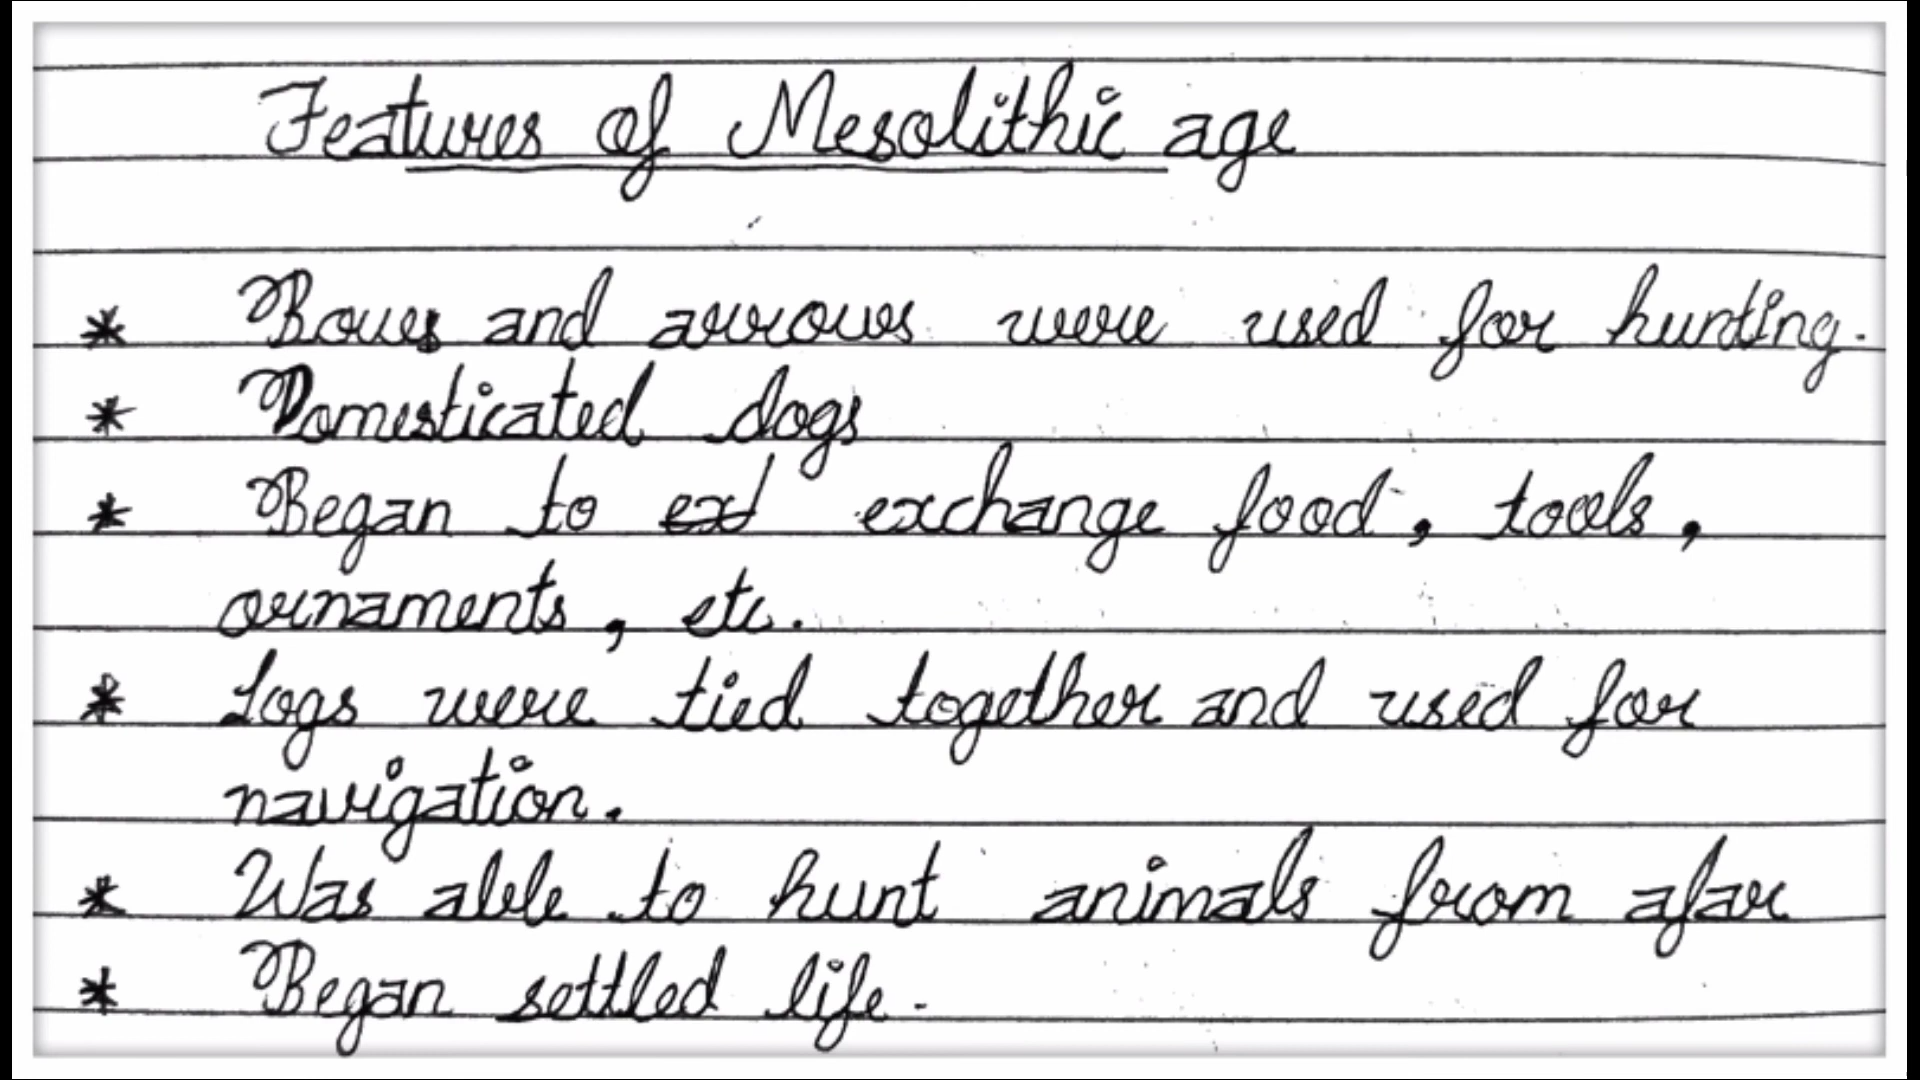 Features of Mesolithic age
* Bows and arrows were used for hunting.
* Domesticated dogs
* Began to ext exchange food, tools,
ornaments, etc.
* Logs were tied together and used for
navigation.
* Was able to hunt animals from afar
* Began settled life.